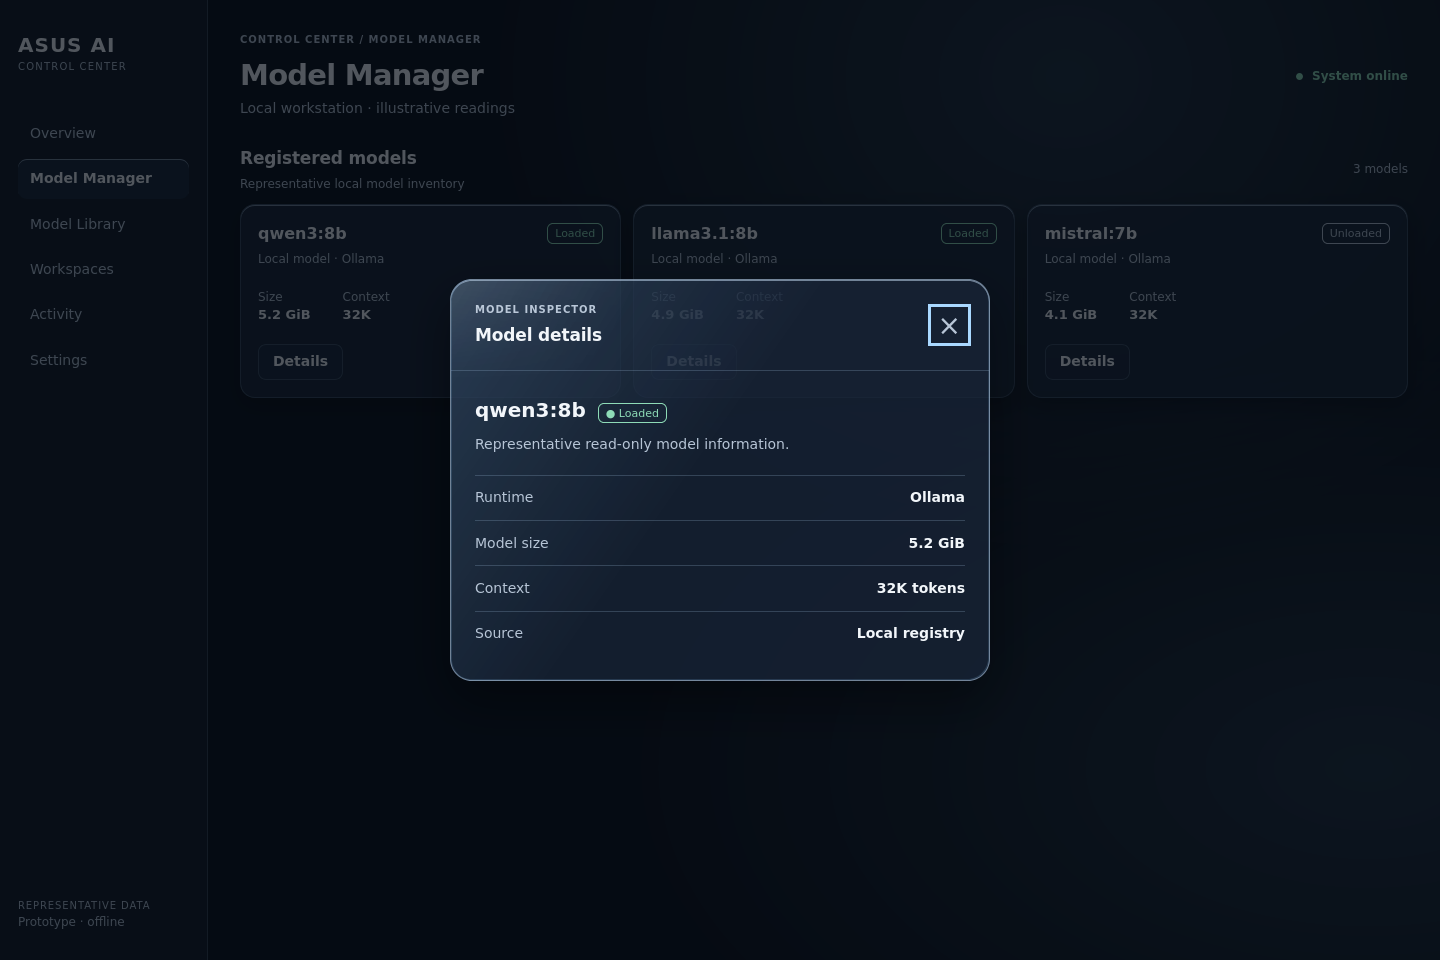 ASUS AI
CONTROL CENTER
Overview
Model Manager
Model Library
Workspaces
Activity
Settings
REPRESENTATIVE DATA
Prototype · offline
CONTROL CENTER / MODEL MANAGER
Model Manager
Local workstation · illustrative readings
● System online
Registered models
Representative local model inventory
3 models
qwen3:8b
Loaded
Local model · Ollama
Size Context
5.2 GiB 32K
Details
llama3.1:8b
Loaded
Local model · Ollama
Size Context
4.9 GiB 32K
Details
mistral:7b
Unloaded
Local model · Ollama
Size Context
4.1 GiB 32K
Details
MODEL INSPECTOR
Model details
×
qwen3:8b ● Loaded
Representative read-only model information.
Runtime Ollama
Model size 5.2 GiB
Context 32K tokens
Source Local registry